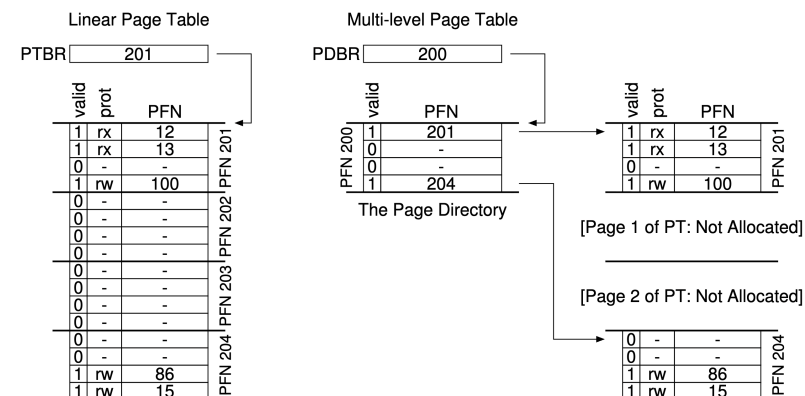 Linear Page Table
PTBR 201
valid prot PFN
1 rx 12
1 rx 13
0 - -
1 rw 100
PFN 201
0 - -
0 - -
0 - -
0 - -
PFN 202
0 - -
0 - -
0 - -
0 - -
PFN 203
0 - -
0 - -
1 rw 86
1 rw 15
PFN 204
Multi-level Page Table
PDBR 200
valid PFN
PFN 200
1 201
0 -
0 -
1 204
The Page Directory
valid prot PFN
1 rx 12
1 rx 13
0 - -
1 rw 100
PFN 201
[Page 1 of PT: Not Allocated]
[Page 2 of PT: Not Allocated]
0 - -
0 - -
1 rw 86
1 rw 15
PFN 204